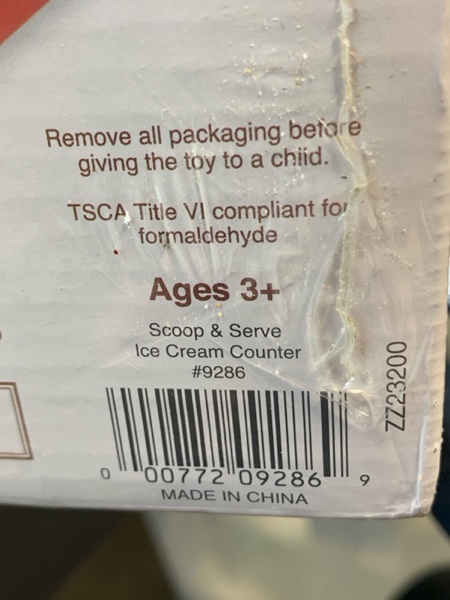 Remove all packaging before
giving the toy to a child.
TSCA Title VI compliant for
formaldehyde
Ages 3+
Scoop & Serve
Ice Cream Counter
#9286
ZZ23200
0 00772 09286 9
MADE IN CHINA